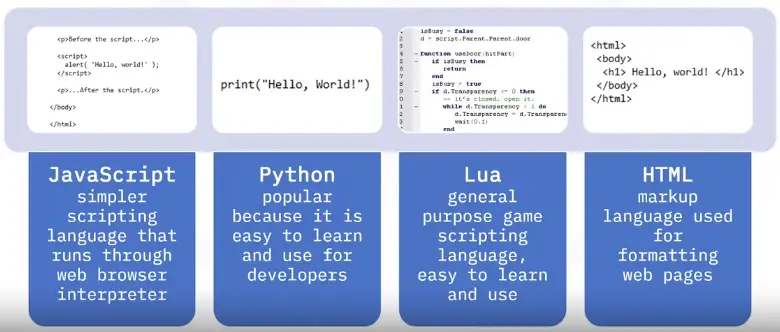 <p>Before the script...</p>
<script>
alert( 'Hello, world!' );
</script>
<p>...After the script.</p>
</body>
</html>
print("Hello, World!")
isBusy = false
d = script.Parent.Parent.door
function useDoor(hitPart)
if isBusy then
return
end
isBusy = true
if d.Transparency <= 0 then
-- it's closed, open it.
while d.Transparency < 1 do
d.Transparency = d.Transparenc
wait(0.1)
end
<html>
<body>
<h1> Hello, world! </h1>
</body>
</html>
JavaScript
simpler
scripting
language that
runs through
web browser
interpreter
Python
popular
because it is
easy to learn
and use for
developers
Lua
general
purpose game
scripting
language,
easy to learn
and use
HTML
markup
language used
for
formatting
web pages